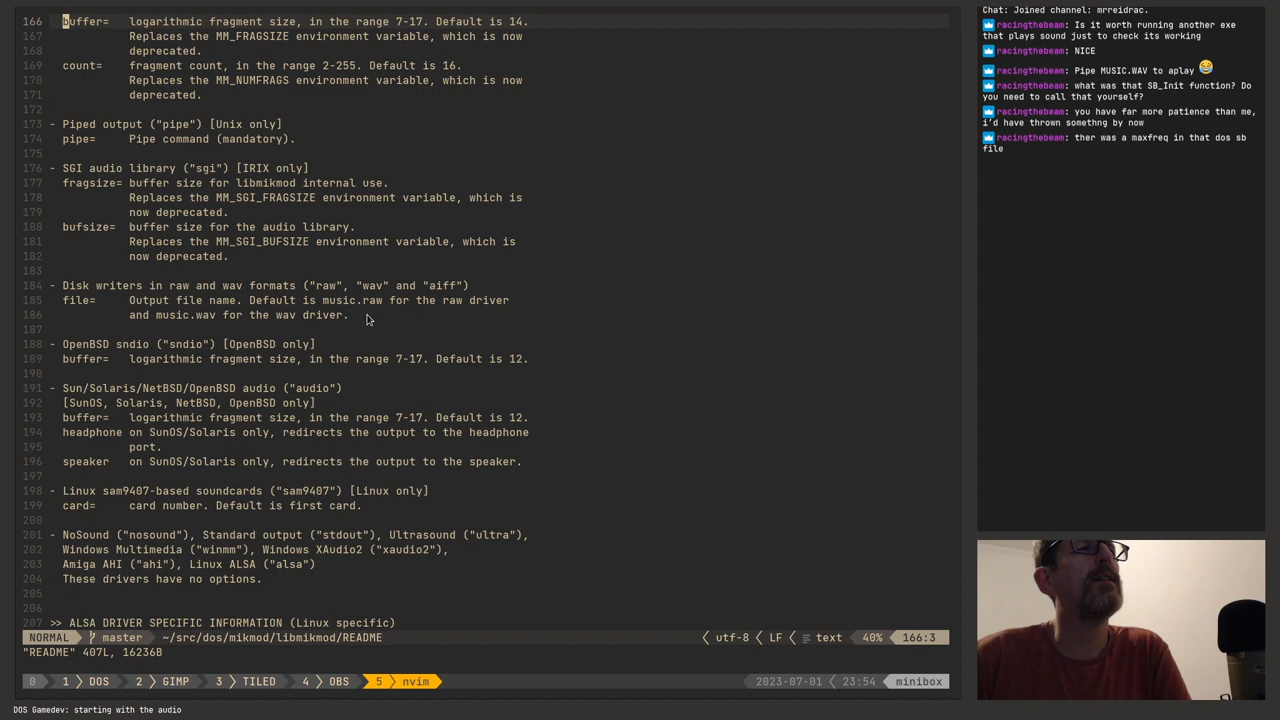 166   buffer=   logarithmic fragment size, in the range 7-17. Default is 14.
167             Replaces the MM_FRAGSIZE environment variable, which is now
168             deprecated.
169   count=    fragment count, in the range 2-255. Default is 16.
170             Replaces the MM_NUMFRAGS environment variable, which is now
171             deprecated.
172
173 - Piped output ("pipe") [Unix only]
174   pipe=     Pipe command (mandatory).
175
176 - SGI audio library ("sgi") [IRIX only]
177   fragsize= buffer size for libmikmod internal use.
178             Replaces the MM_SGI_FRAGSIZE environment variable, which is
179             now deprecated.
180   bufsize=  buffer size for the audio library.
181             Replaces the MM_SGI_BUFSIZE environment variable, which is
182             now deprecated.
183
184 - Disk writers in raw and wav formats ("raw", "wav" and "aiff")
185   file=     Output file name. Default is music.raw for the raw driver
186             and music.wav for the wav driver.
187
188 - OpenBSD sndio ("sndio") [OpenBSD only]
189   buffer=   logarithmic fragment size, in the range 7-17. Default is 12.
190
191 - Sun/Solaris/NetBSD/OpenBSD audio ("audio")
192   [SunOS, Solaris, NetBSD, OpenBSD only]
193   buffer=   logarithmic fragment size, in the range 7-17. Default is 12.
194   headphone on SunOS/Solaris only, redirects the output to the headphone
195             port.
196   speaker   on SunOS/Solaris only, redirects the output to the speaker.
197
198 - Linux sam9407-based soundcards ("sam9407") [Linux only]
199   card=     card number. Default is first card.
200
201 - NoSound ("nosound"), Standard output ("stdout"), Ultrasound ("ultra"),
202   Windows Multimedia ("winmm"), Windows XAudio2 ("xaudio2"),
203   Amiga AHI ("ahi"), Linux ALSA ("alsa")
204   These drivers have no options.
205
206
207 >> ALSA DRIVER SPECIFIC INFORMATION (Linux specific)
NORMAL master ~/src/dos/mikmod/libmikmod/README utf-8 LF text 40% 166:3
"README" 407L, 16236B
0 1 DOS 2 GIMP 3 TILED 4 OBS 5 nvim 2023-07-01 23:54 minibox
DOS Gamedev: starting with the audio
Chat: Joined channel: mrreidrac.
racingthebeam: Is it worth running another exe
that plays sound just to check its working
racingthebeam: NICE
racingthebeam: Pipe MUSIC.WAV to aplay 😂
racingthebeam: what was that SB_Init function? Do
you need to call that yourself?
racingthebeam: you have far more patience than me,
i'd have thrown somethng by now
racingthebeam: ther was a maxfreq in that dos sb
file